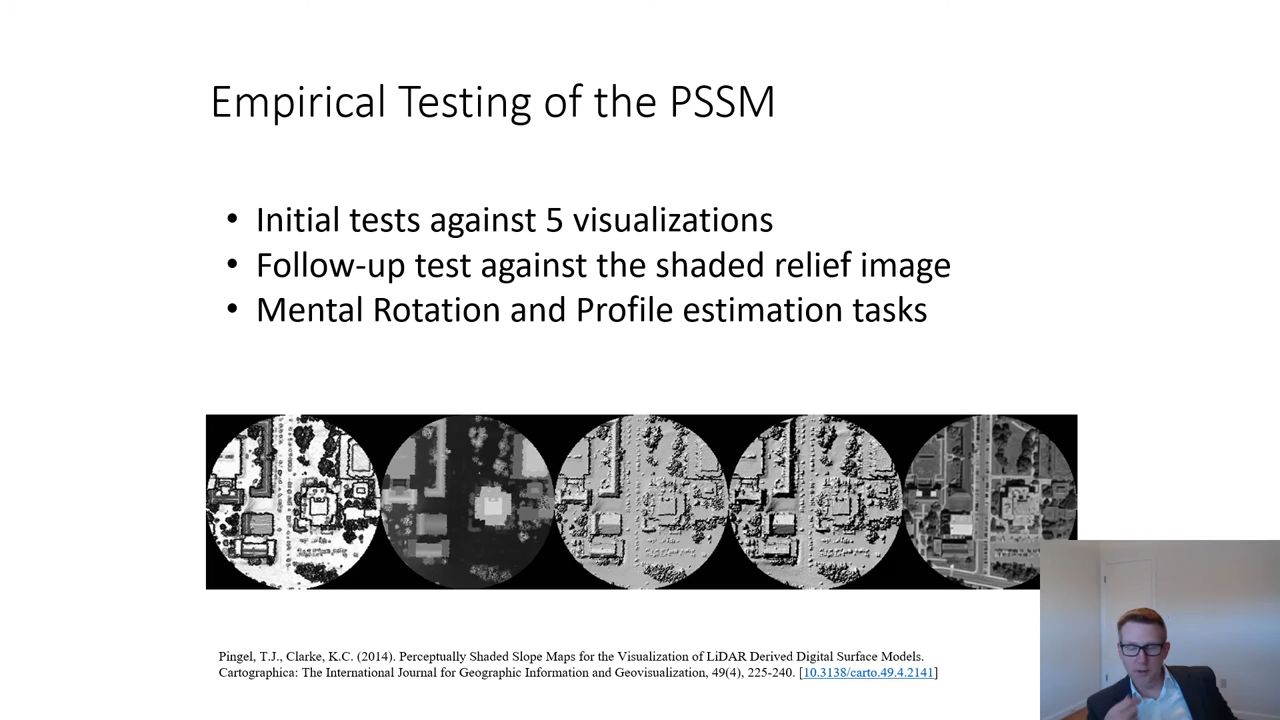 Empirical Testing of the PSSM
• Initial tests against 5 visualizations
• Follow-up test against the shaded relief image
• Mental Rotation and Profile estimation tasks
Pingel, T.J., Clarke, K.C. (2014). Perceptually Shaded Slope Maps for the Visualization of LiDAR Derived Digital Surface Models.
Cartographica: The International Journal for Geographic Information and Geovisualization, 49(4), 225-240. [10.3138/carto.49.4.2141]